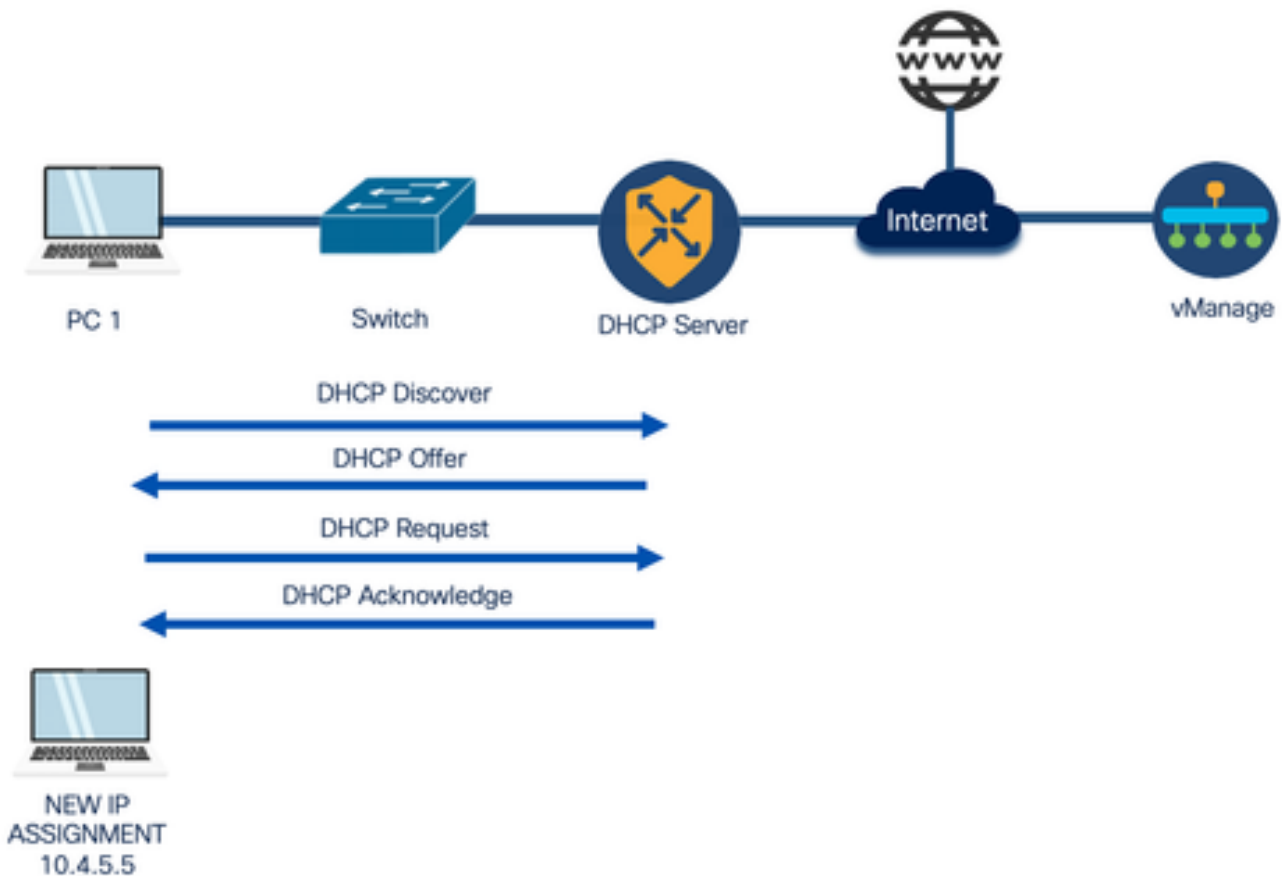 WWW
Internet
PC 1
Switch
DHCP Server
vManage
DHCP Discover
DHCP Offer
DHCP Request
DHCP Acknowledge
NEW IP
ASSIGNMENT
10.4.5.5